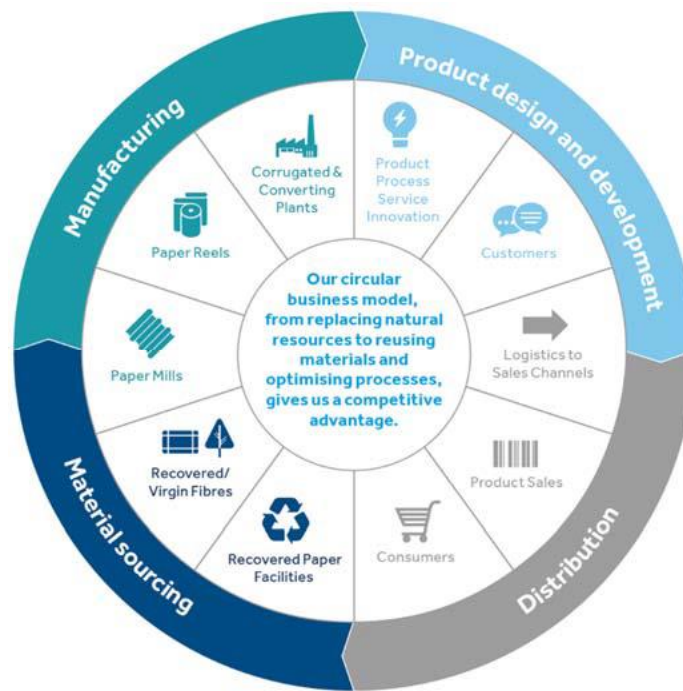 Product design and development
Product
Process
Service
Innovation
Customers
Distribution
Logistics to
Sales Channels
Product Sales
Consumers
Material sourcing
Recovered Paper
Facilities
Recovered/
Virgin Fibres
Manufacturing
Paper Mills
Paper Reels
Corrugated &
Converting
Plants
Our circular
business model,
from replacing natural
resources to reusing
materials and
optimising processes,
gives us a competitive
advantage.